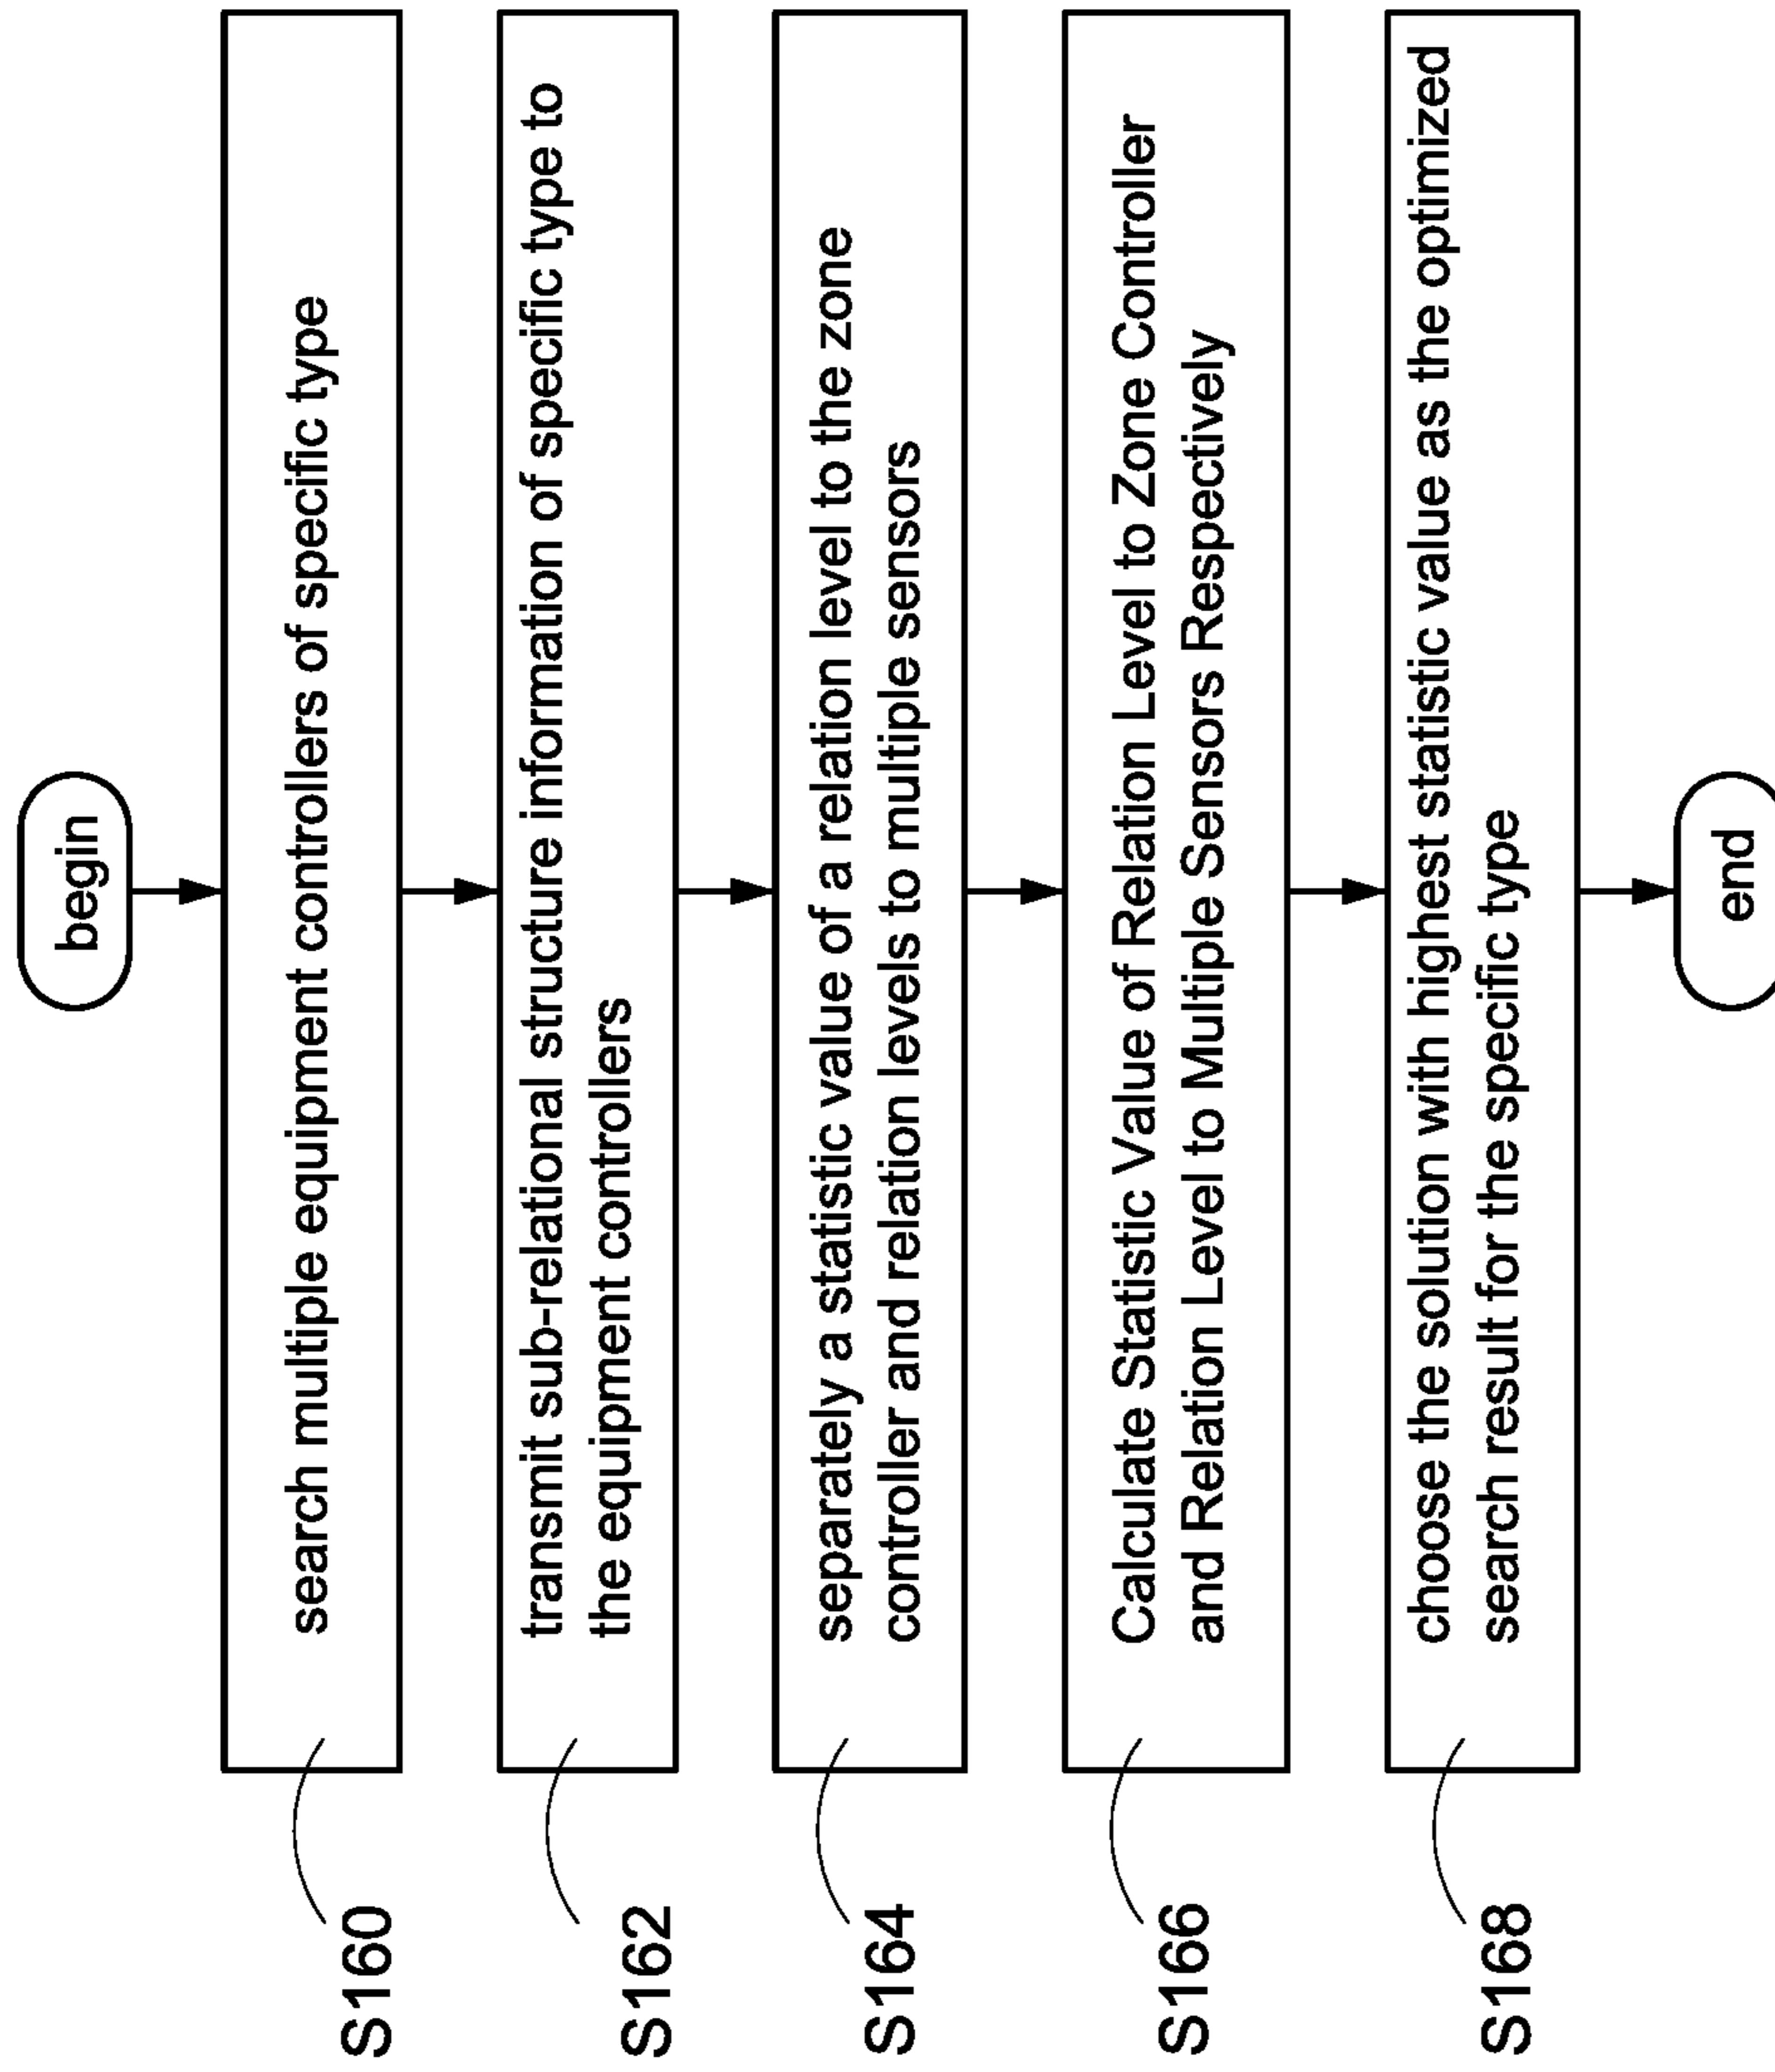 begin
search multiple equipment controllers of specific type
S160
transmit sub-relational structure information of specific type to
the equipment controllers
S162
separately a statistic value of a relation level to the zone
controller and relation levels to multiple sensors
S164
Calculate Statistic Value of Relation Level to Zone Controller
and Relation Level to Multiple Sensors Respectively
S166
choose the solution with highest statistic value as the optimized
search result for the specific type
S168
end